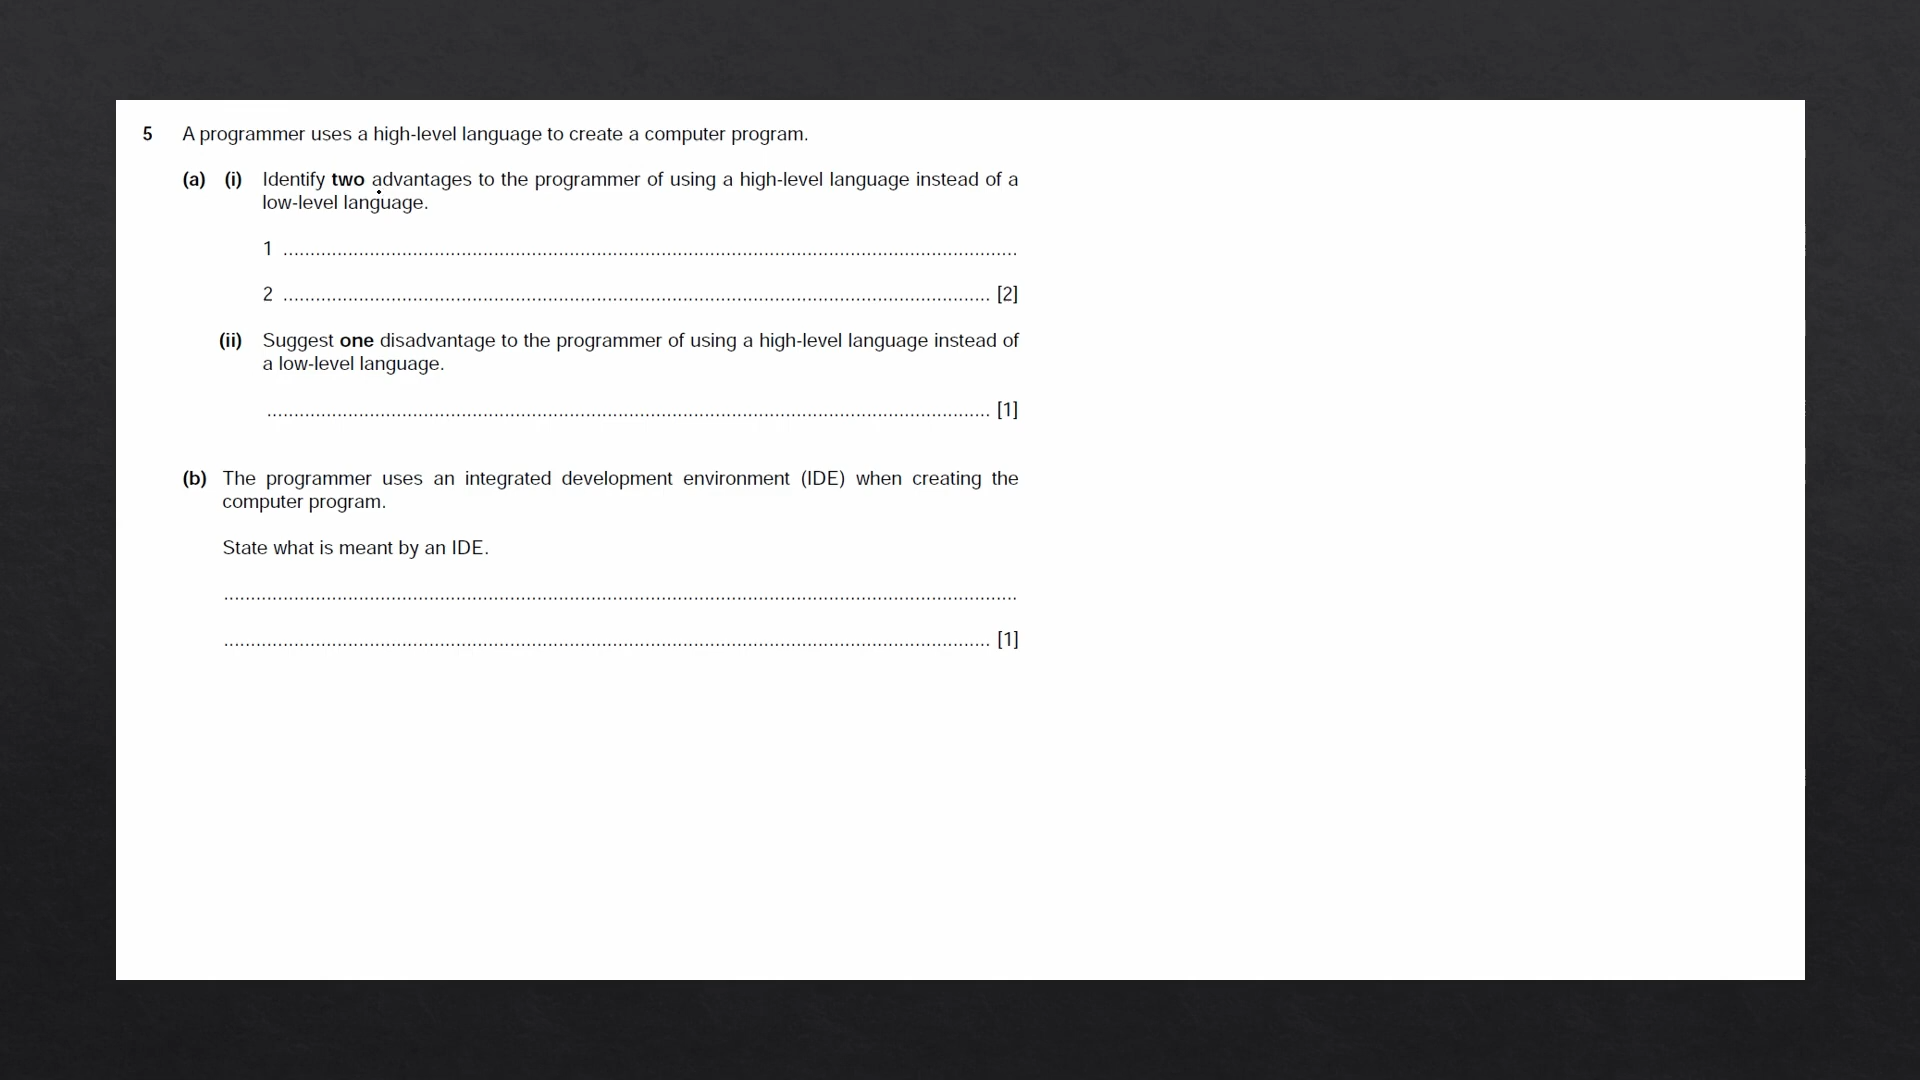 5 A programmer uses a high-level language to create a computer program.
(a) (i) Identify two advantages to the programmer of using a high-level language instead of a
low-level language.
1 ........................................................................................................................................
2 ................................................................................................................................... [2]
(ii) Suggest one disadvantage to the programmer of using a high-level language instead of
a low-level language.
...................................................................................................................................... [1]
(b) The programmer uses an integrated development environment (IDE) when creating the
computer program.
State what is meant by an IDE.
...................................................................................................................................................
.............................................................................................................................................. [1]